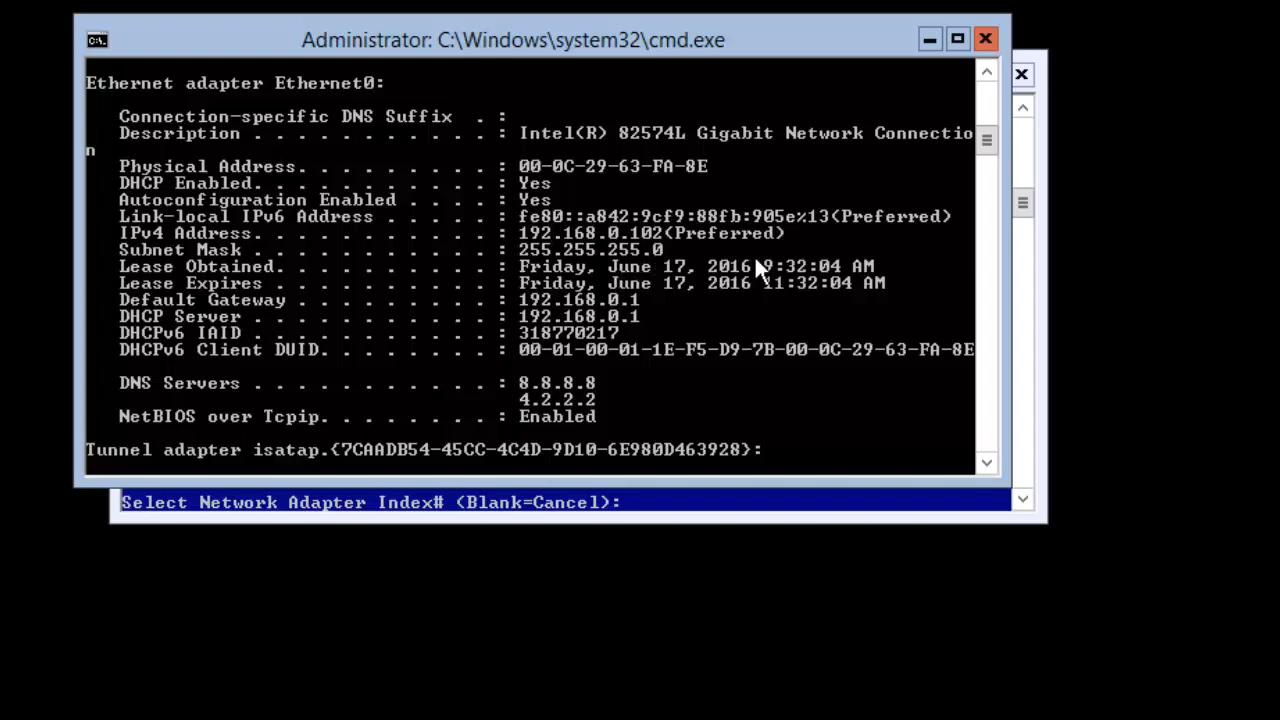 Administrator: C:\Windows\system32\cmd.exe
Ethernet adapter Ethernet0:
Connection-specific DNS Suffix  . :
Description . . . . . . . . . . . : Intel(R) 82574L Gigabit Network Connectio
n
Physical Address. . . . . . . . . : 00-0C-29-63-FA-8E
DHCP Enabled. . . . . . . . . . . : Yes
Autoconfiguration Enabled . . . . : Yes
Link-local IPv6 Address . . . . . : fe80::a842:9cf9:88fb:905e%13(Preferred)
IPv4 Address. . . . . . . . . . . : 192.168.0.102(Preferred)
Subnet Mask . . . . . . . . . . . : 255.255.255.0
Lease Obtained. . . . . . . . . . : Friday, June 17, 2016 9:32:04 AM
Lease Expires . . . . . . . . . . : Friday, June 17, 2016 11:32:04 AM
Default Gateway . . . . . . . . . : 192.168.0.1
DHCP Server . . . . . . . . . . . : 192.168.0.1
DHCPv6 IAID . . . . . . . . . . . : 318770217
DHCPv6 Client DUID. . . . . . . . : 00-01-00-01-1E-F5-D9-7B-00-0C-29-63-FA-8E
DNS Servers . . . . . . . . . . . : 8.8.8.8
4.2.2.2
NetBIOS over Tcpip. . . . . . . . : Enabled
Tunnel adapter isatap.{7CAADB54-45CC-4C4D-9D10-6E980D463928}:
Select Network Adapter Index# (Blank=Cancel):